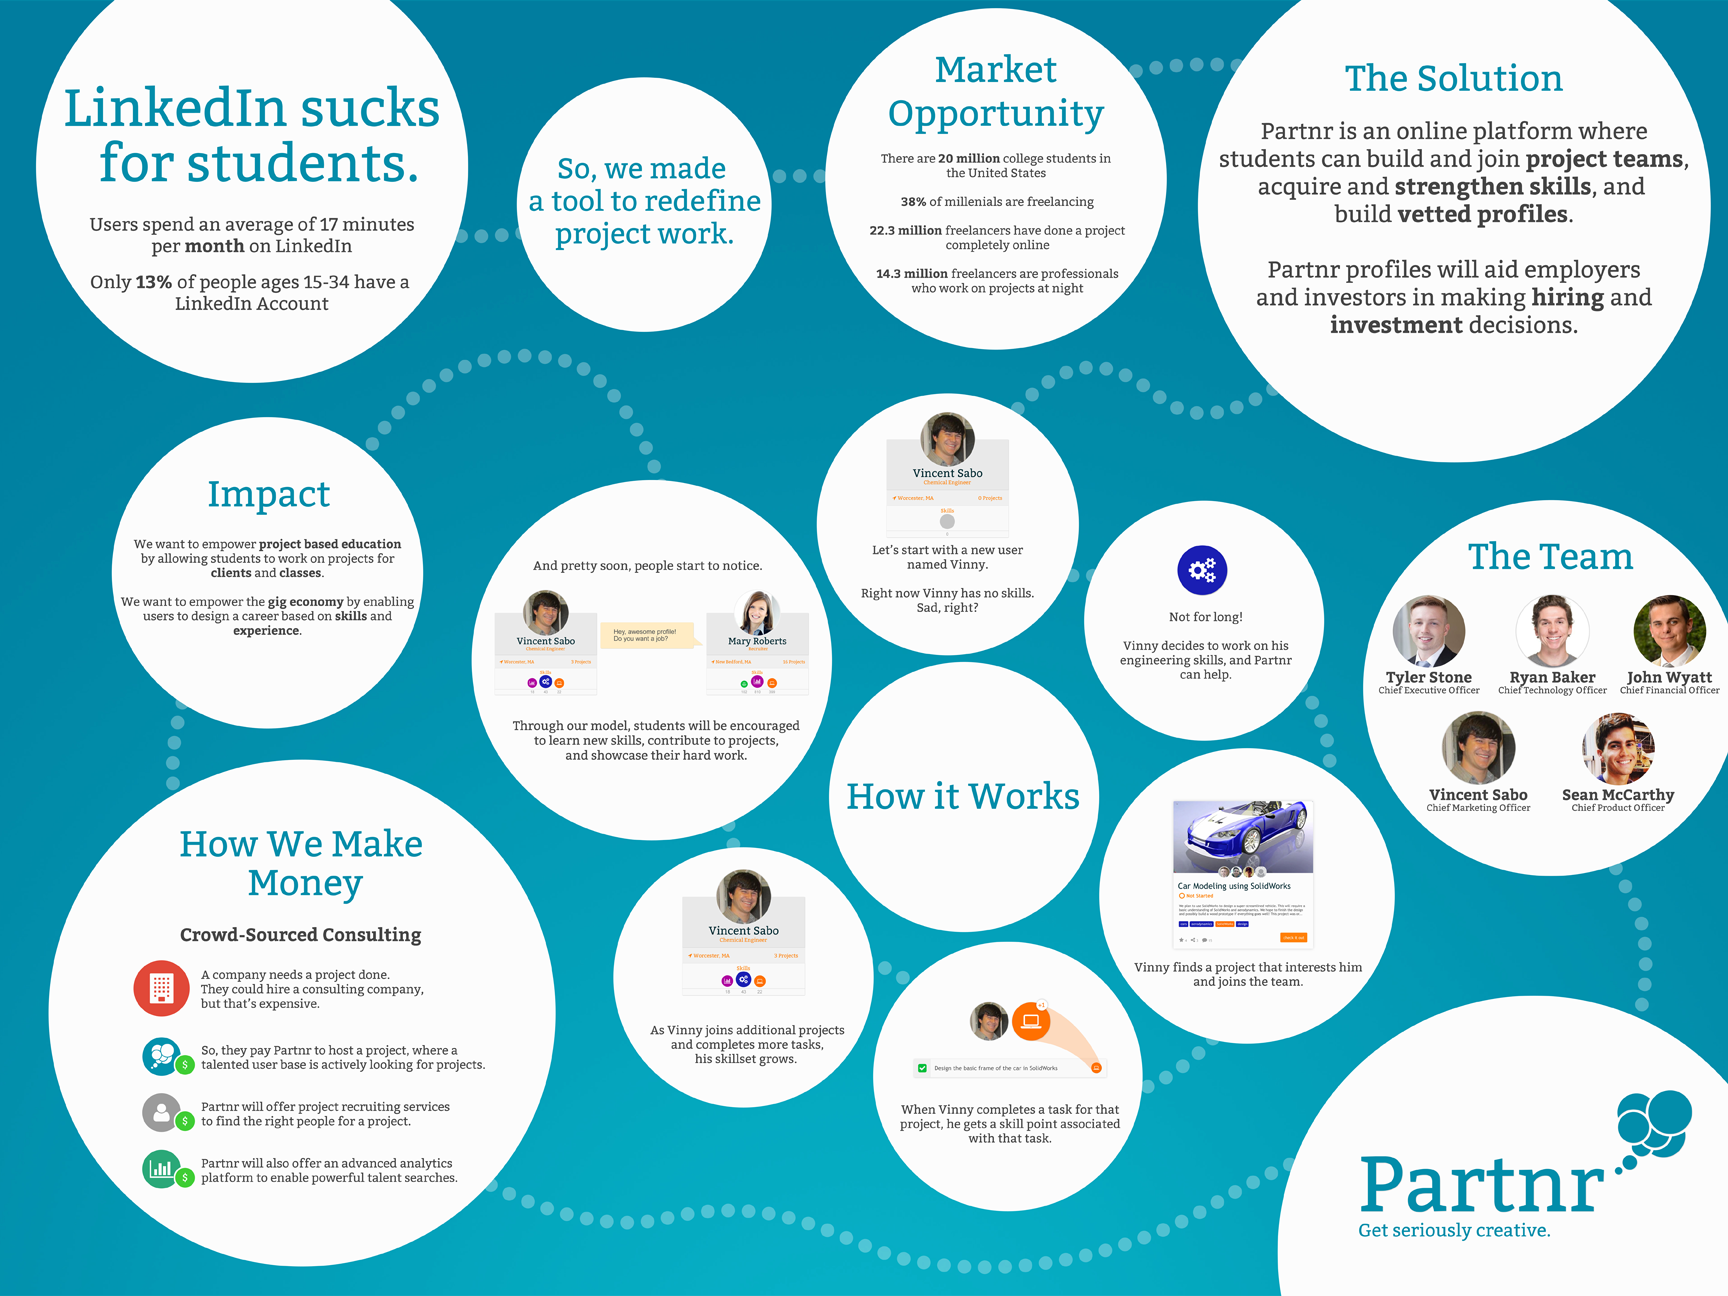 LinkedIn sucks
for students.
Users spend an average of 17 minutes
per month on LinkedIn
Only 13% of people ages 15-34 have a
LinkedIn Account
So, we made
a tool to redefine
project work.
Market
Opportunity
There are 20 million college students in
the United States
38% of millenials are freelancing
22.3 million freelancers have done a project
completely online
14.3 million freelancers are professionals
who work on projects at night
The Solution
Partnr is an online platform where
students can build and join project teams,
acquire and strengthen skills, and
build vetted profiles.
Partnr profiles will aid employers
and investors in making hiring and
investment decisions.
Vincent Sabo
Chemical Engineer
Worcester, MA
0 Projects
Skills
Let's start with a new user
named Vinny.
Right now Vinny has no skills.
Sad, right?
Not for long!
Vinny decides to work on his
engineering skills, and Partnr
can help.
Car Modeling using SolidWorks
Not Started
Vinny finds a project that interests him
and joins the team.
+1
Design the basic frame of the car in SolidWorks
When Vinny completes a task for that
project, he gets a skill point associated
with that task.
Vincent Sabo
Chemical Engineer
Worcester, MA
3 Projects
Skills
As Vinny joins additional projects
and completes more tasks,
his skillset grows.
And pretty soon, people start to notice.
Vincent Sabo
Chemical Engineer
Worcester, MA
3 Projects
Skills
Hey, awesome profile!
Do you want a job?
Mary Roberts
Recruiter
New Bedford, MA
Skills
Through our model, students will be encouraged
to learn new skills, contribute to projects,
and showcase their hard work.
How it Works
Impact
We want to empower project based education
by allowing students to work on projects for
clients and classes.
We want to empower the gig economy by enabling
users to design a career based on skills and
experience.
How We Make
Money
Crowd-Sourced Consulting
A company needs a project done.
They could hire a consulting company,
but that's expensive.
So, they pay Partnr to host a project, where a
talented user base is actively looking for projects.
$
Partnr will offer project recruiting services
to find the right people for a project.
$
Partnr will also offer an advanced analytics
platform to enable powerful talent searches.
$
The Team
Tyler Stone
Chief Executive Officer
Ryan Baker
Chief Technology Officer
John Wyatt
Chief Financial Officer
Vincent Sabo
Chief Marketing Officer
Sean McCarthy
Chief Product Officer
Partnr
Get seriously creative.